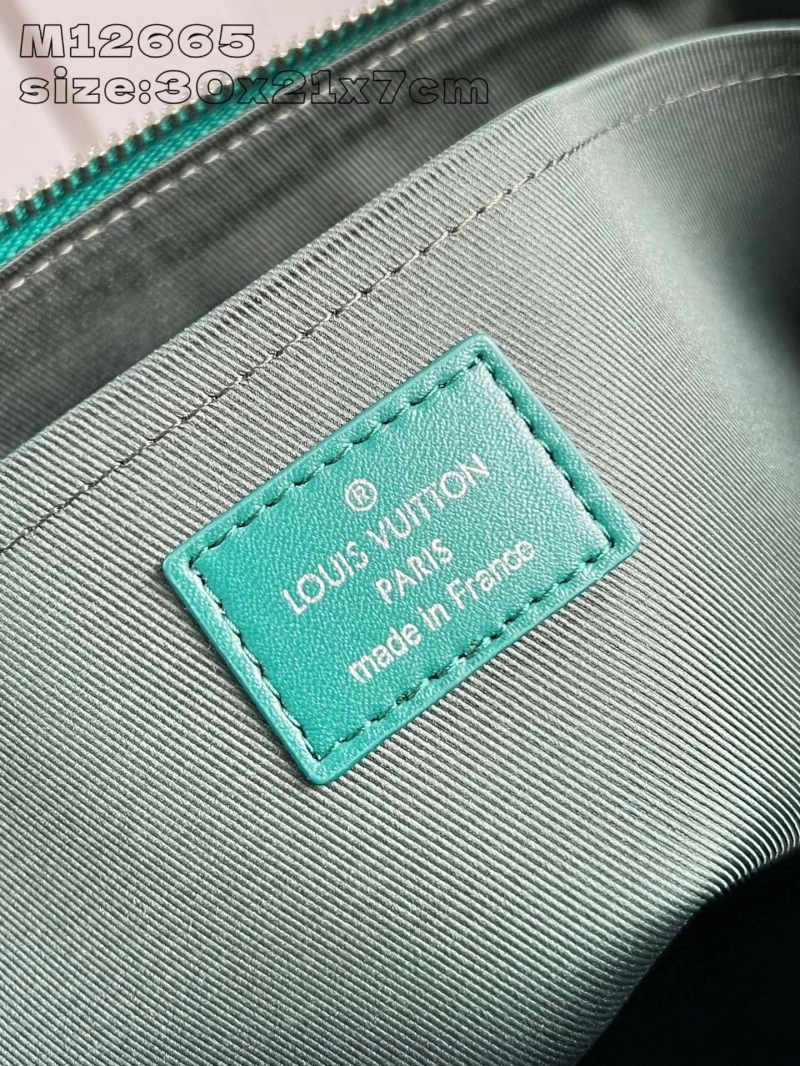 M12665
size:30x21x7cm
®
LOUIS VUITTON
PARIS
made in France